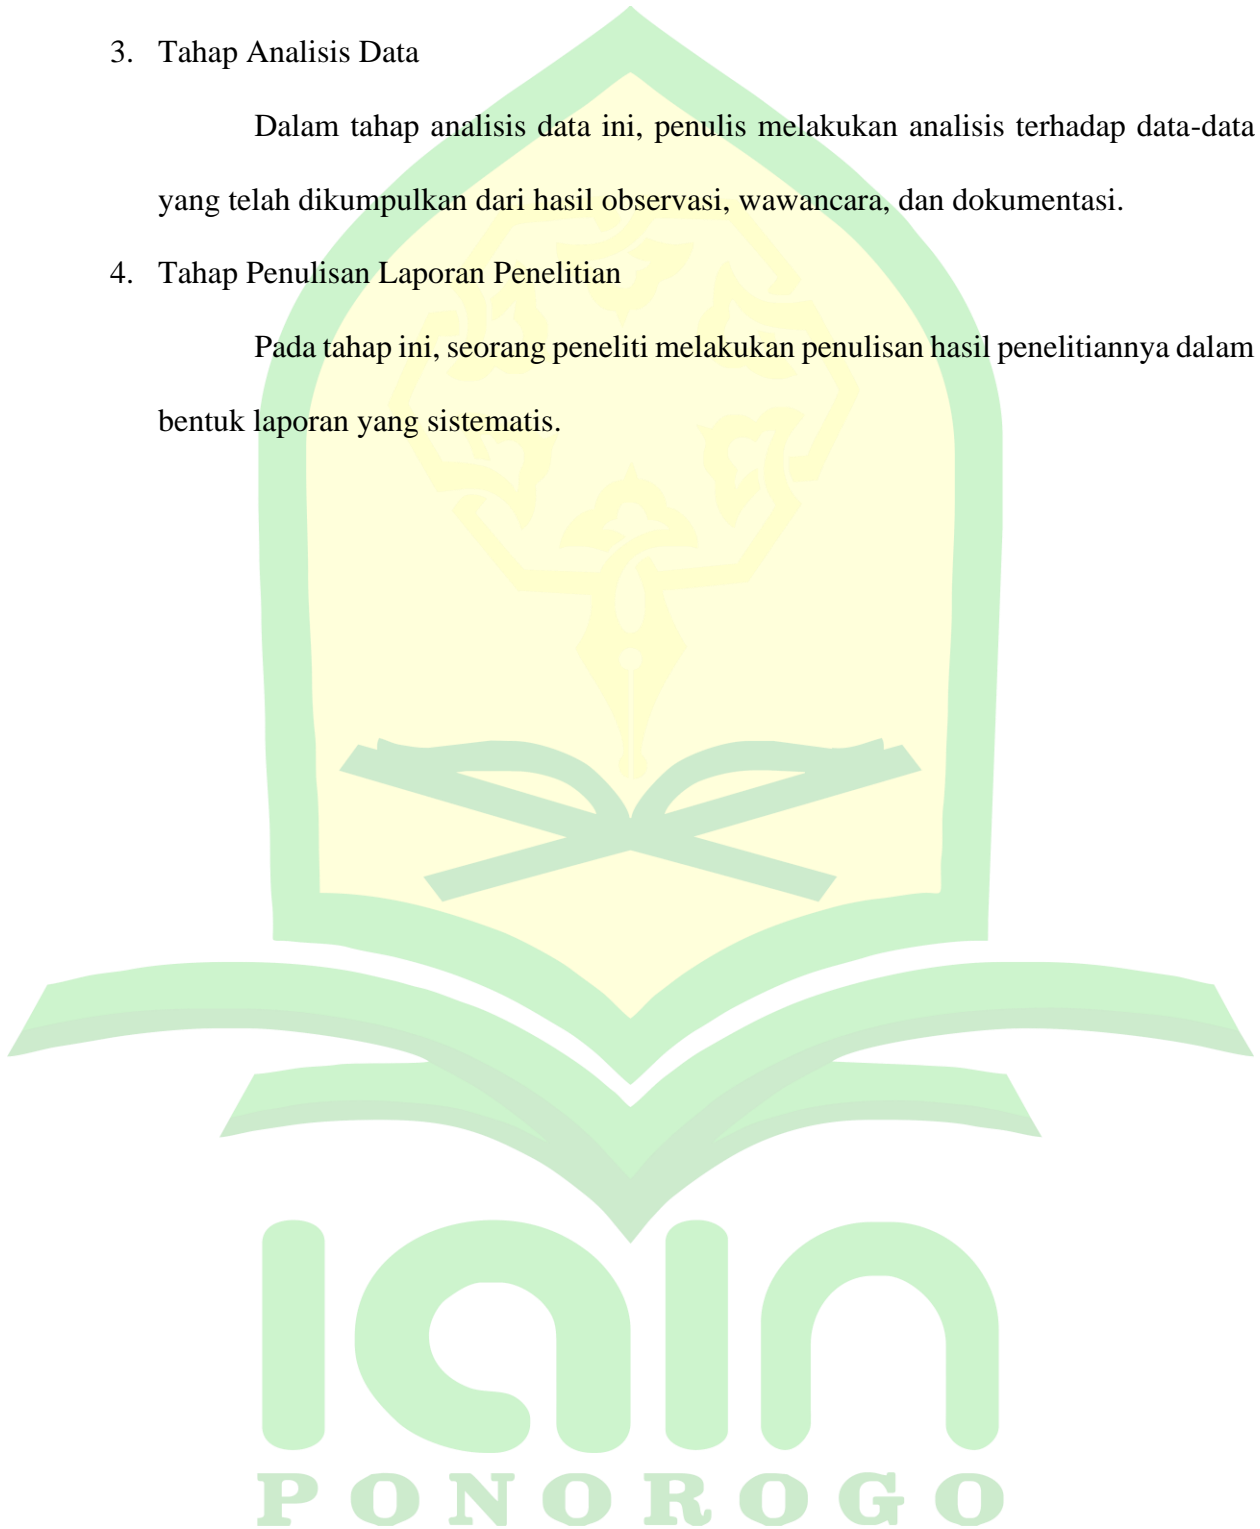 3. Tahap Analisis Data
Dalam tahap analisis data ini, penulis melakukan analisis terhadap data-data
yang telah dikumpulkan dari hasil observasi, wawancara, dan dokumentasi.
4. Tahap Penulisan Laporan Penelitian
Pada tahap ini, seorang peneliti melakukan penulisan hasil penelitiannya dalam
bentuk laporan yang sistematis.
iain
PONOROGO